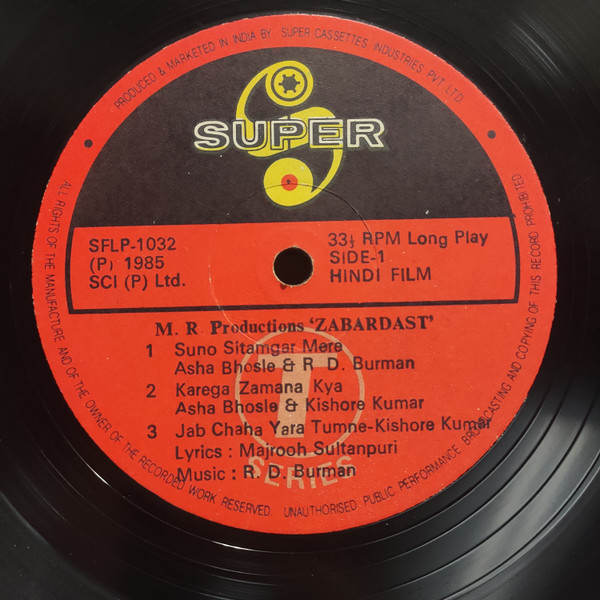 PRODUCED & MARKETED IN INDIA BY SUPER CASSETTES INDUSTRIES PVT. LTD.
SUPER
SFLP-1032
(P) 1985
SCI (P) Ltd.
33⅓ RPM Long Play
SIDE-1
HINDI FILM
M. R Productions 'ZABARDAST'
1 Suno Sitamgar Mere
Asha Bhosle & R. D. Burman
2 Karega Zamana Kya
Asha Bhosle & Kishore Kumar
3 Jab Chaha Yara Tumne-Kishore Kumar
Lyrics : Majrooh Sultanpuri
Music : R. D. Burman
T
SERIES
ALL RIGHTS OF THE MANUFACTURE AND OF THE OWNER OF THE RECORDED WORK RESERVED. UNAUTHORISED PUBLIC PERFORMANCE BROADCASTING AND COPYING OF THIS RECORD PROHIBITED